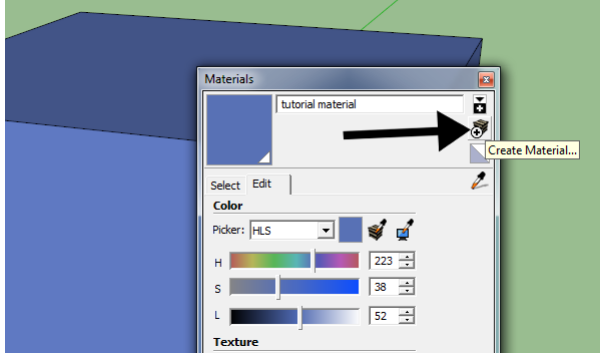 Materials
tutorial material
Create Material...
Select Edit
Color
Picker: HLS
H 223
S 38
L 52
Texture